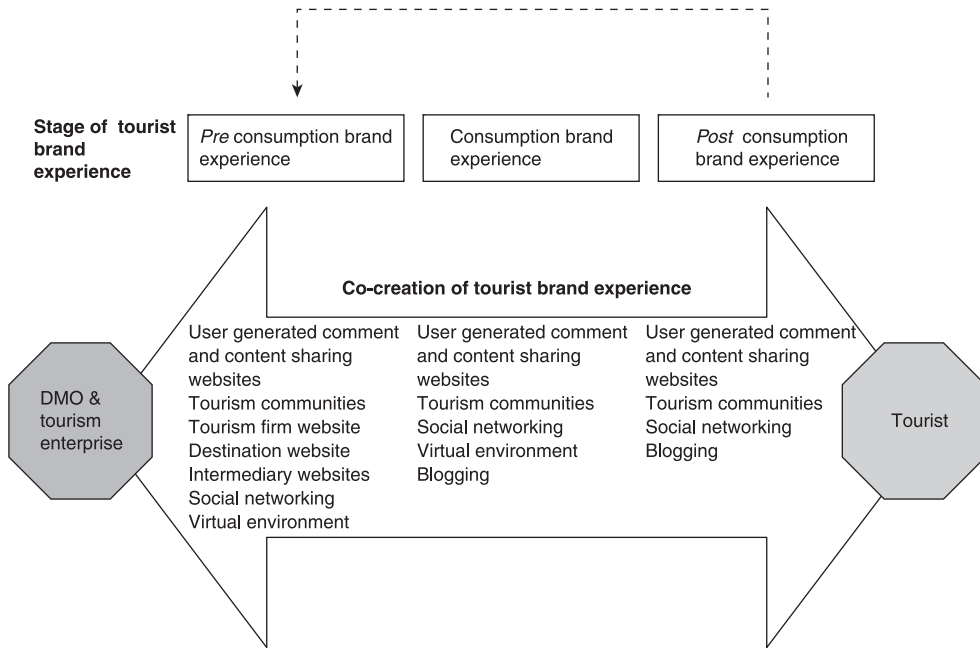 Stage of tourist
brand
experience
Pre consumption brand
experience
Consumption brand
experience
Post consumption
brand experience
Co-creation of tourist brand experience
DMO &
tourism
enterprise
User generated comment
and content sharing
websites
Tourism communities
Tourism firm website
Destination website
Intermediary websites
Social networking
Virtual environment
User generated comment
and content sharing
websites
Tourism communities
Social networking
Virtual environment
Blogging
User generated comment
and content sharing
websites
Tourism communities
Social networking
Blogging
Tourist